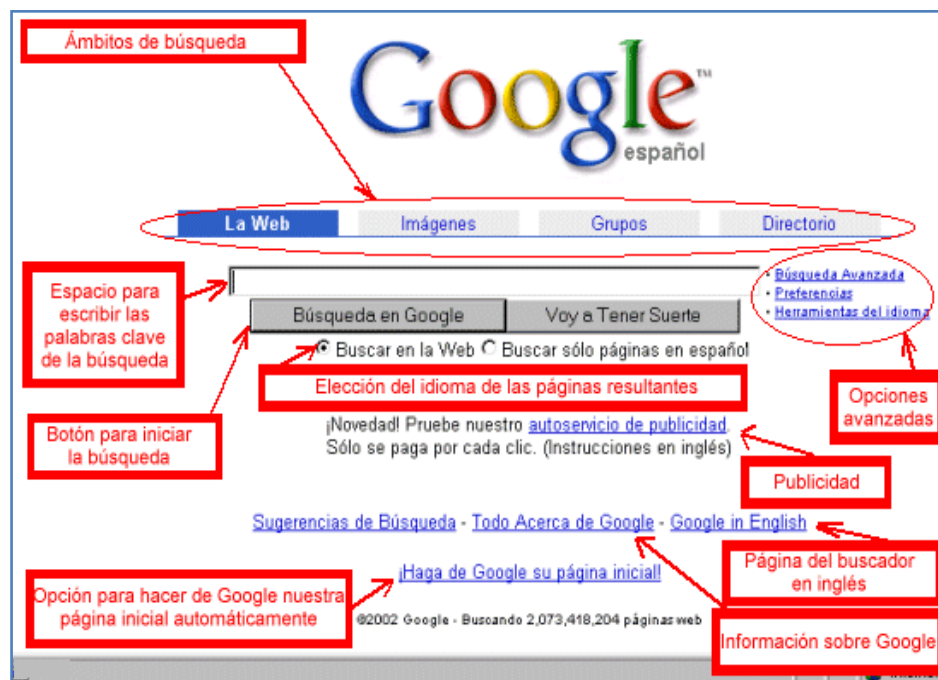 Ámbitos de búsqueda
Google™
español
La Web
Imágenes
Grupos
Directorio
Espacio para
escribir las
palabras clave
de la búsqueda
• Búsqueda Avanzada
• Preferencias
• Herramientas del idioma
Búsqueda en Google
Voy a Tener Suerte
Buscar en la Web
Buscar sólo páginas en español
Elección del idioma de las páginas resultantes
Opciones
avanzadas
Botón para iniciar
la búsqueda
¡Novedad! Pruebe nuestro autoservicio de publicidad.
Sólo se paga por cada clic. (Instrucciones en inglés)
Publicidad
Sugerencias de Búsqueda - Todo Acerca de Google - Google in English
Página del buscador
en inglés
¡Haga de Google su página inicial!
Opción para hacer de Google nuestra
página inicial automáticamente
©2002 Google - Buscando 2,073,418,204 páginas web
Información sobre Google